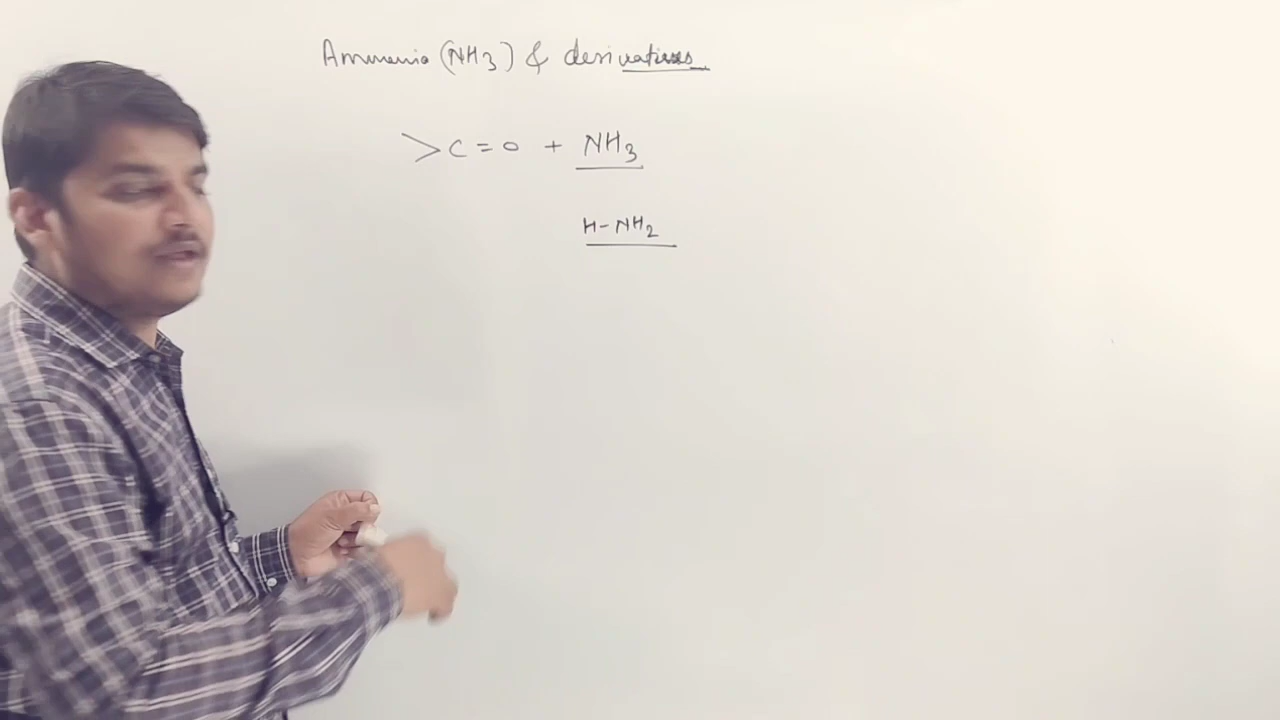 Ammonia (NH3) & derivatives
>C=O + NH3
H-NH2